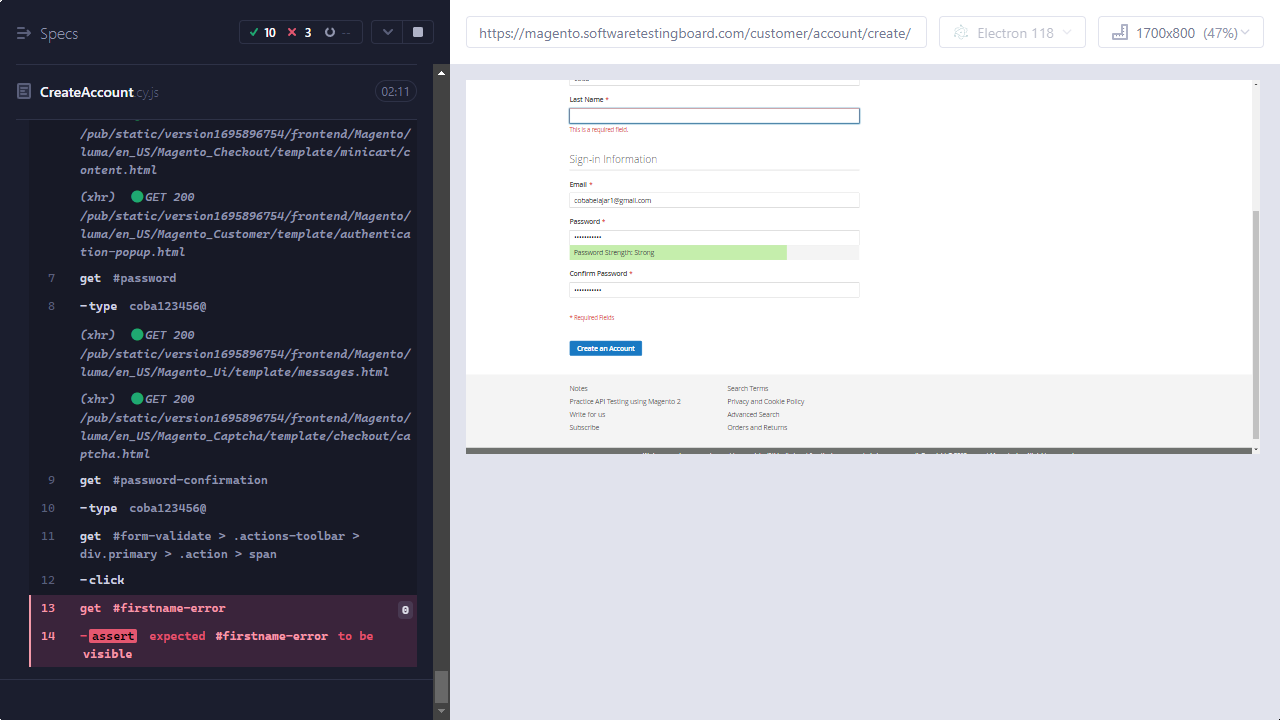 Specs
10
3
--
https://magento.softwaretestingboard.com/customer/account/create/
Electron 118
1700x800 (47%)
CreateAccount.cy.js
02:11
/pub/static/version1695896754/frontend/Magento/
luma/en_US/Magento_Checkout/template/minicart/c
ontent.html
(xhr) GET 200
/pub/static/version1695896754/frontend/Magento/
luma/en_US/Magento_Customer/template/authentica
tion-popup.html
7 get #password
8 -type coba123456@
(xhr) GET 200
/pub/static/version1695896754/frontend/Magento/
luma/en_US/Magento_Ui/template/messages.html
(xhr) GET 200
/pub/static/version1695896754/frontend/Magento/
luma/en_US/Magento_Captcha/template/checkout/ca
ptcha.html
9 get #password-confirmation
10 -type coba123456@
11 get #form-validate > .actions-toolbar >
div.primary > .action > span
12 -click
13 get #firstname-error 0
14 -assert expected #firstname-error to be
visible
Last Name *
This is a required field.
Sign-in Information
Email *
cobabelajar1@gmail.com
Password *
•••••••••••
Password Strength: Strong
Confirm Password *
•••••••••••
* Required Fields
Create an Account
Notes
Practice API Testing using Magento 2
Write for us
Subscribe
Search Terms
Privacy and Cookie Policy
Advanced Search
Orders and Returns